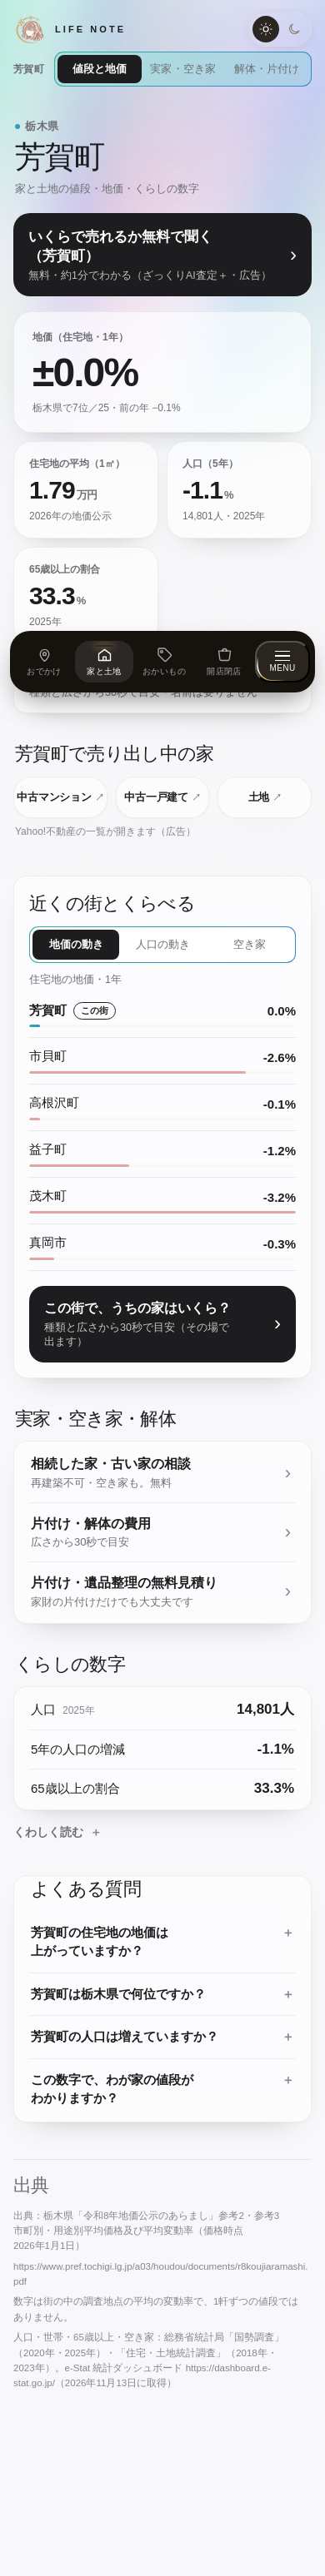 LIFE NOTE
芳賀町
値段と地価
実家・空き家
解体・片付け
栃木県
芳賀町
家と土地の値段・地価・くらしの数字
いくらで売れるか無料で聞く
（芳賀町）
無料・約1分でわかる（ざっくりAI査定＋・広告）
›
地価（住宅地・1年）
±0.0%
栃木県で7位／25・前の年 −0.1%
住宅地の平均（1㎡）
1.79万円
2026年の地価公示
人口（5年）
-1.1%
14,801人・2025年
65歳以上の割合
33.3%
2025年
おでかけ
家と土地
おかいもの
開店閉店
MENU
芳賀町で売り出し中の家
中古マンション ↗
中古一戸建て ↗
土地 ↗
Yahoo!不動産の一覧が開きます（広告）
近くの街とくらべる
地価の動き
人口の動き
空き家
住宅地の地価・1年
芳賀町 この街 0.0%
市貝町 -2.6%
高根沢町 -0.1%
益子町 -1.2%
茂木町 -3.2%
真岡市 -0.3%
この街で、うちの家はいくら？
種類と広さから30秒で目安（その場で
出ます）
›
実家・空き家・解体
相続した家・古い家の相談
再建築不可・空き家も。無料
›
片付け・解体の費用
広さから30秒で目安
›
片付け・遺品整理の無料見積り
家財の片付けだけでも大丈夫です
›
くらしの数字
人口 2025年 14,801人
5年の人口の増減 -1.1%
65歳以上の割合 33.3%
くわしく読む ＋
よくある質問
芳賀町の住宅地の地価は
上がっていますか？
＋
芳賀町は栃木県で何位ですか？ ＋
芳賀町の人口は増えていますか？ ＋
この数字で、わが家の値段が
わかりますか？
＋
出典
出典：栃木県「令和8年地価公示のあらまし」参考2・参考3
市町別・用途別平均価格及び平均変動率（価格時点
2026年1月1日）
https://www.pref.tochigi.lg.jp/a03/houdou/documents/r8koujiaramashi.
pdf
数字は街の中の調査地点の平均の変動率で、1軒ずつの値段では
ありません。
人口・世帯・65歳以上・空き家：総務省統計局「国勢調査」
（2020年・2025年）・「住宅・土地統計調査」（2018年・
2023年）。e-Stat 統計ダッシュボード https://dashboard.e-
stat.go.jp/（2026年11月13日に取得）